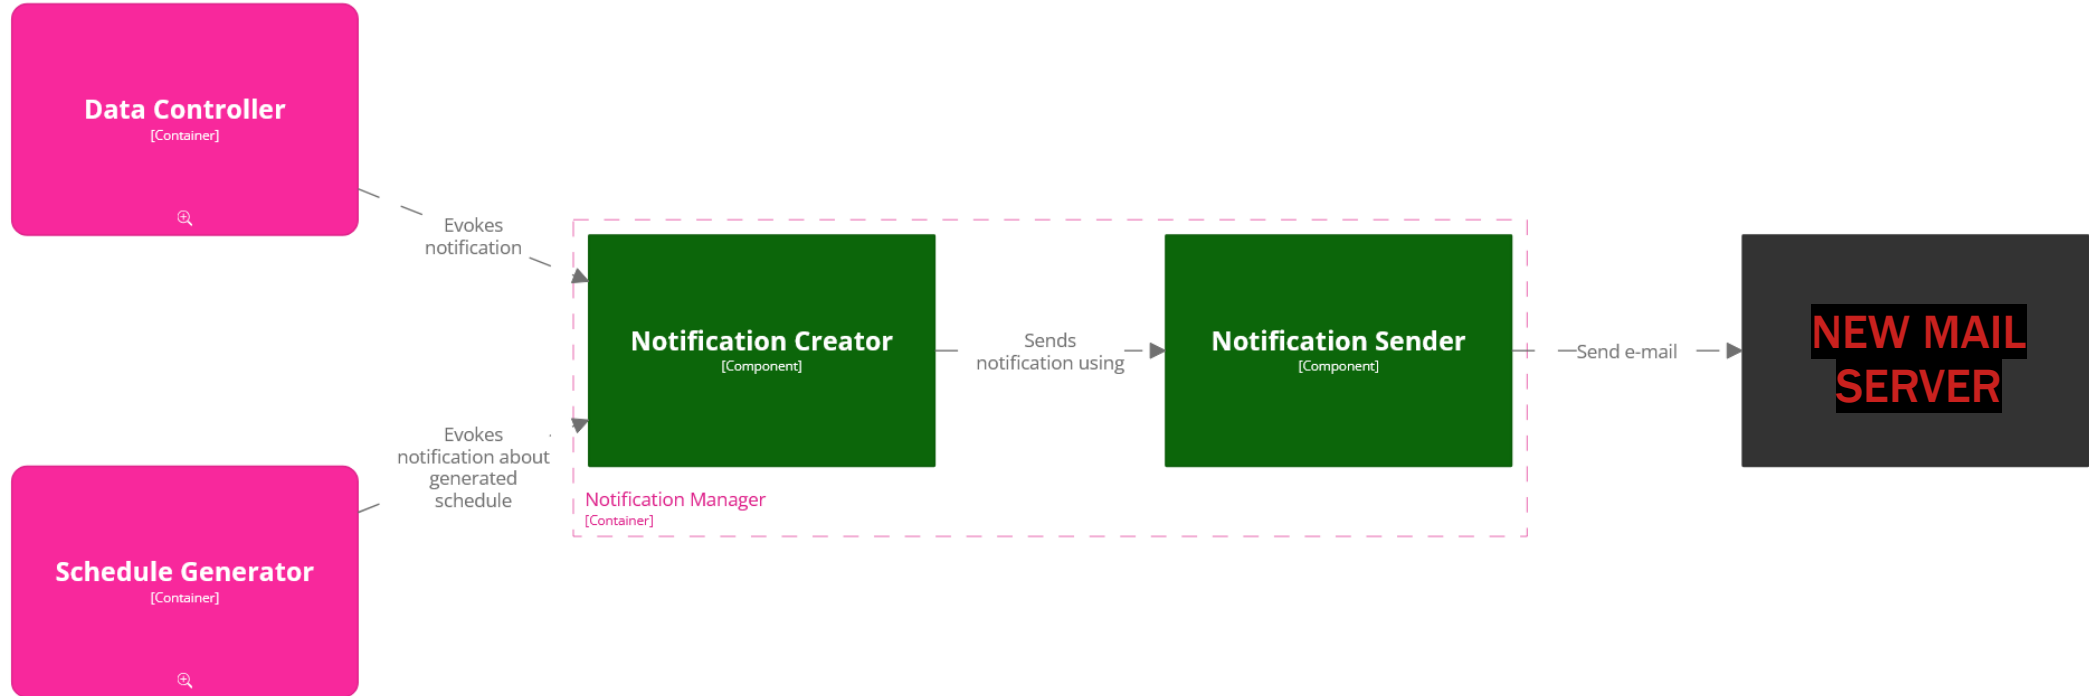 Data Controller
[Container]
Evokes
notification
Notification Creator
[Component]
Sends
notification using
Notification Sender
[Component]
Send e-mail
NEW MAIL
SERVER
Evokes
notification about
generated
schedule
Notification Manager
[Container]
Schedule Generator
[Container]